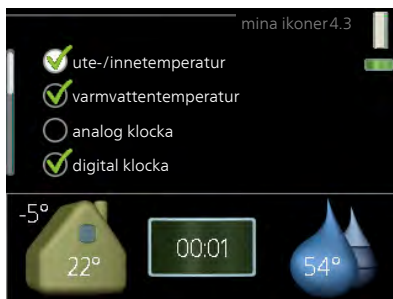 mina ikoner 4.3
ute-/innetemperatur
varmvattentemperatur
analog klocka
digital klocka
-5°
22°
00:01
54°